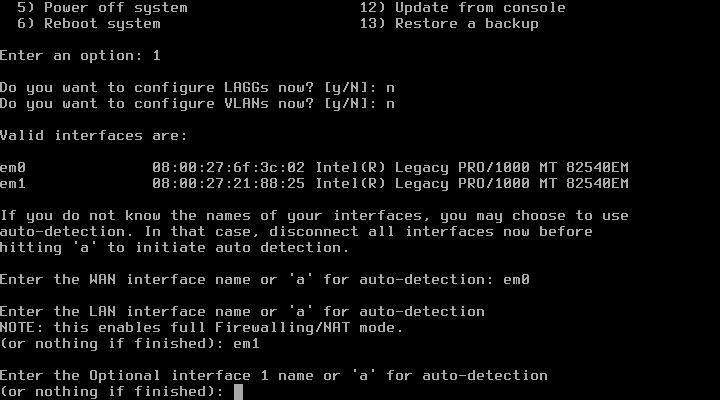 5) Power off system                     12) Update from console
6) Reboot system                        13) Restore a backup
Enter an option: 1
Do you want to configure LAGGs now? [y/N]: n
Do you want to configure VLANs now? [y/N]: n
Valid interfaces are:
em0              08:00:27:6f:3c:02 Intel(R) Legacy PRO/1000 MT 82540EM
em1              08:00:27:21:88:25 Intel(R) Legacy PRO/1000 MT 82540EM
If you do not know the names of your interfaces, you may choose to use
auto-detection. In that case, disconnect all interfaces now before
hitting 'a' to initiate auto detection.
Enter the WAN interface name or 'a' for auto-detection: em0
Enter the LAN interface name or 'a' for auto-detection
NOTE: this enables full Firewalling/NAT mode.
(or nothing if finished): em1
Enter the Optional interface 1 name or 'a' for auto-detection
(or nothing if finished):